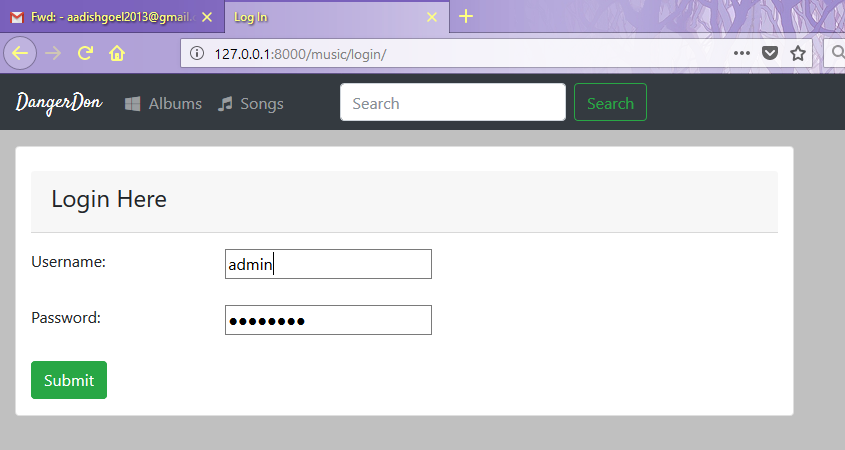 Fwd: - aadishgoel2013@gmail.
Log In
127.0.0.1:8000/music/login/
DangerDon Albums Songs Search Search
Login Here
Username: admin
Password: ●●●●●●●●
Submit